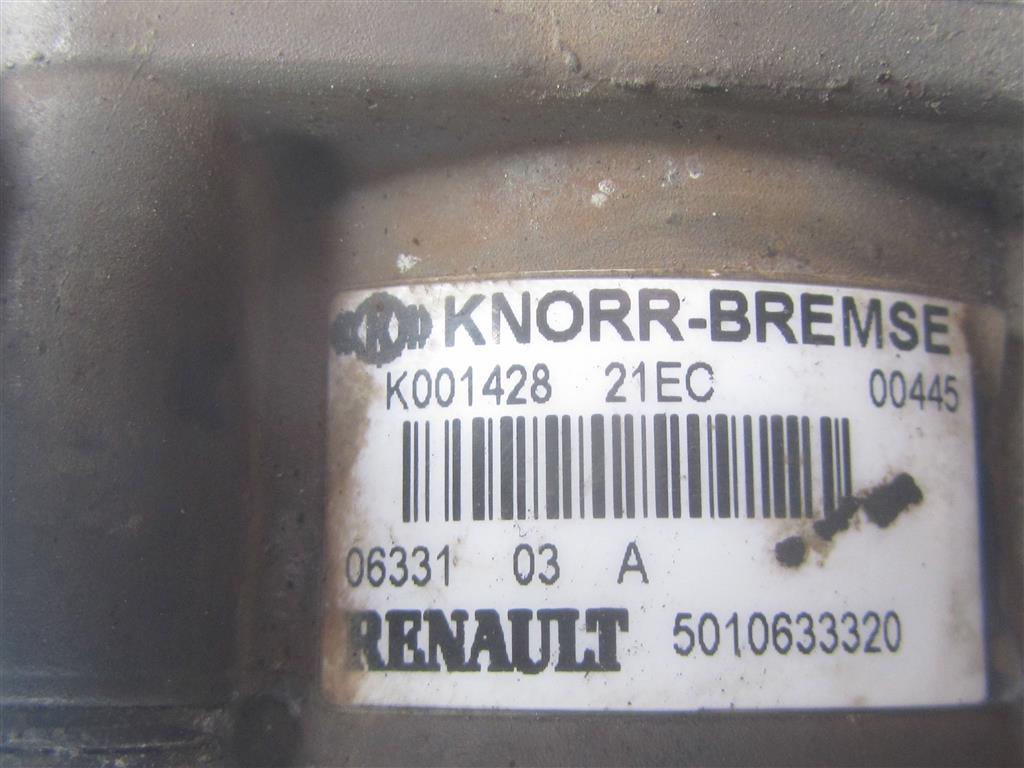 KNORR-BREMSE
K001428 21EC 00445
06331 03 A
RENAULT 5010633320